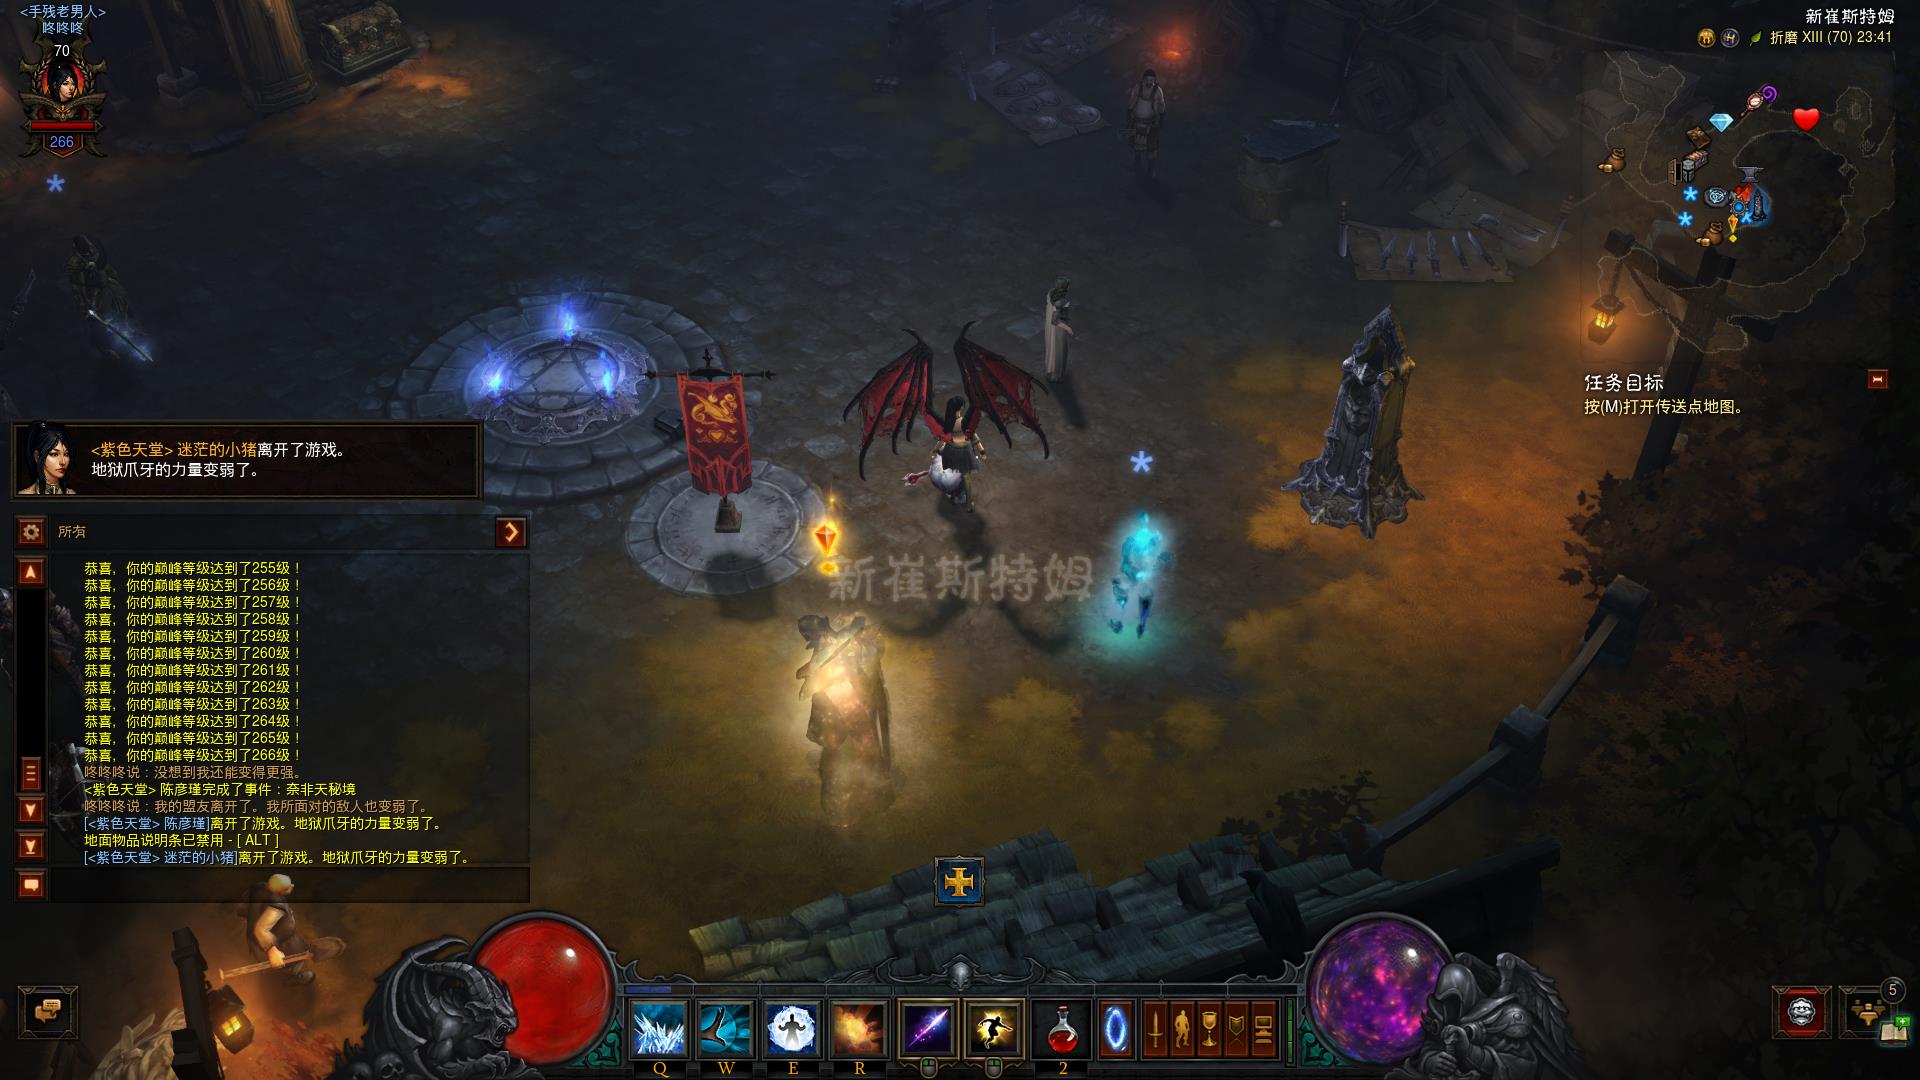 <手残老男人>
咚咚咚
70
266
新崔斯特姆
折磨 XIII (70) 23:41
任务目标
按(M)打开传送点地图。
<紫色天堂> 迷茫的小猪离开了游戏。
地狱爪牙的力量变弱了。
所有
恭喜，你的巅峰等级达到了255级！
恭喜，你的巅峰等级达到了256级！
恭喜，你的巅峰等级达到了257级！
恭喜，你的巅峰等级达到了258级！
恭喜，你的巅峰等级达到了259级！
恭喜，你的巅峰等级达到了260级！
恭喜，你的巅峰等级达到了261级！
恭喜，你的巅峰等级达到了262级！
恭喜，你的巅峰等级达到了263级！
恭喜，你的巅峰等级达到了264级！
恭喜，你的巅峰等级达到了265级！
恭喜，你的巅峰等级达到了266级！
咚咚咚说：没想到我还能变得更强。
<紫色天堂> 陈彦瑾完成了事件：奈非天秘境
咚咚咚说：我的盟友离开了。我所面对的敌人也变弱了。
[<紫色天堂> 陈彦瑾]离开了游戏。地狱爪牙的力量变弱了。
地面物品说明条已禁用 - [ ALT ]
[<紫色天堂> 迷茫的小猪]离开了游戏。地狱爪牙的力量变弱了。
新崔斯特姆
Q W E R 2
5